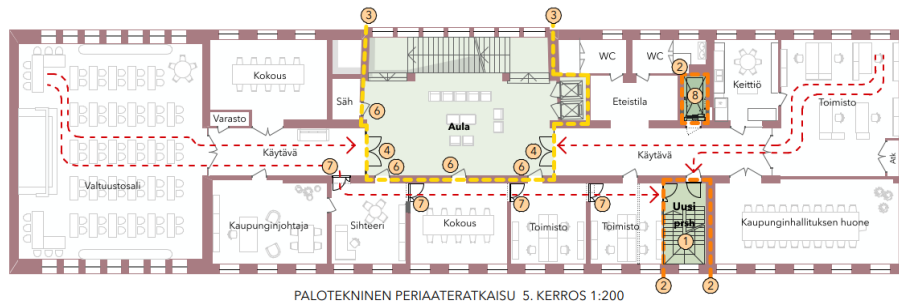 3
3
WC
WC
2
Keittiö
Kokous
8
Säh
6
Eteistila
Toimisto
Varasto
Aula
4
4
Käytävä
Käytävä
Atk
7
6
6
6
Valtuustosali
7
7
7
Uusi
prsh
Kaupunginjohtaja
Sihteeri
Kokous
Toimisto
Toimisto
Kaupunginhallituksen huone
1
2
2
PALOTEKNINEN PERIAATERATKAISU 5. KERROS 1:200